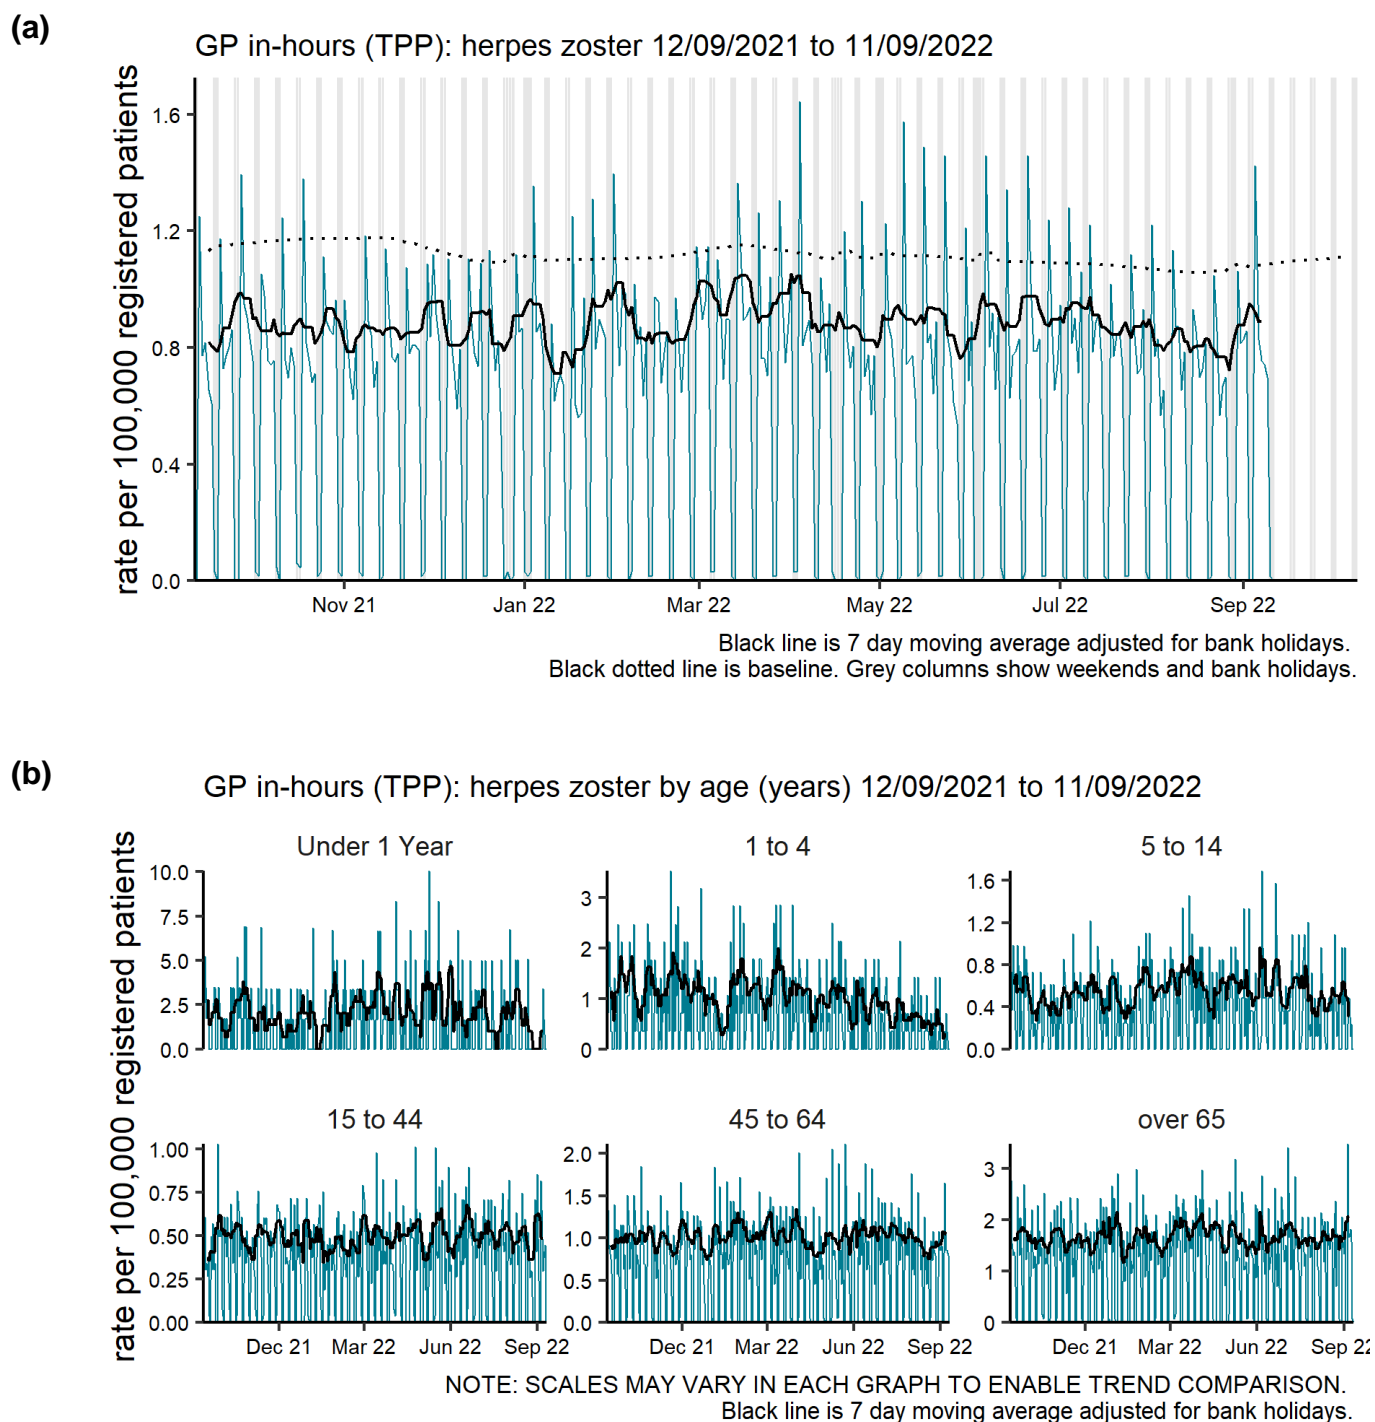 (a)
GP in-hours (TPP): herpes zoster 12/09/2021 to 11/09/2022
rate per 100,000 registered patients
1.6
1.2
0.8
0.4
0.0
Nov 21 Jan 22 Mar 22 May 22 Jul 22 Sep 22
Black line is 7 day moving average adjusted for bank holidays.
Black dotted line is baseline. Grey columns show weekends and bank holidays.
(b)
GP in-hours (TPP): herpes zoster by age (years) 12/09/2021 to 11/09/2022
rate per 100,000 registered patients
Under 1 Year
10.0
7.5
5.0
2.5
0.0
1 to 4
3
2
1
0
5 to 14
1.6
1.2
0.8
0.4
0.0
15 to 44
1.00
0.75
0.50
0.25
0.00
Dec 21 Mar 22 Jun 22 Sep 22
45 to 64
2.0
1.5
1.0
0.5
0.0
Dec 21 Mar 22 Jun 22 Sep 22
over 65
3
2
1
0
Dec 21 Mar 22 Jun 22 Sep 22
NOTE: SCALES MAY VARY IN EACH GRAPH TO ENABLE TREND COMPARISON.
Black line is 7 day moving average adjusted for bank holidays.